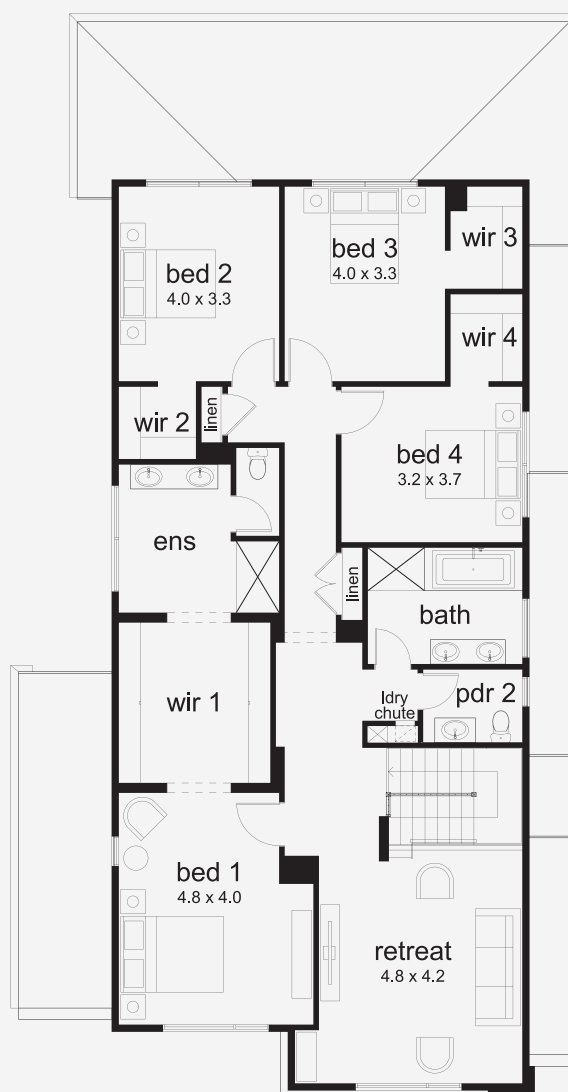 bed 2
4.0 x 3.3
bed 3
4.0 x 3.3
wir 3
wir 4
wir 2
linen
bed 4
3.2 x 3.7
ens
linen
bath
wir 1
ldry
chute
pdr 2
bed 1
4.8 x 4.0
retreat
4.8 x 4.2